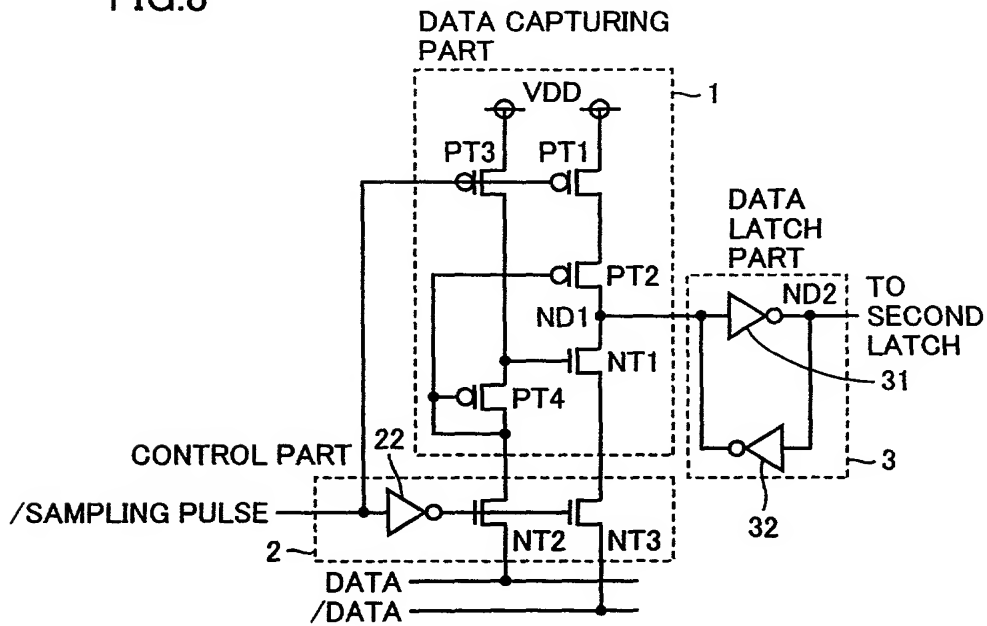 FIG.8
DATA CAPTURING
PART
VDD
1
PT3
PT1
DATA
LATCH
PART
PT2
ND1
ND2
TO
SECOND
LATCH
NT1
31
PT4
22
CONTROL PART
32
3
/SAMPLING PULSE
2
NT2
NT3
DATA
/DATA